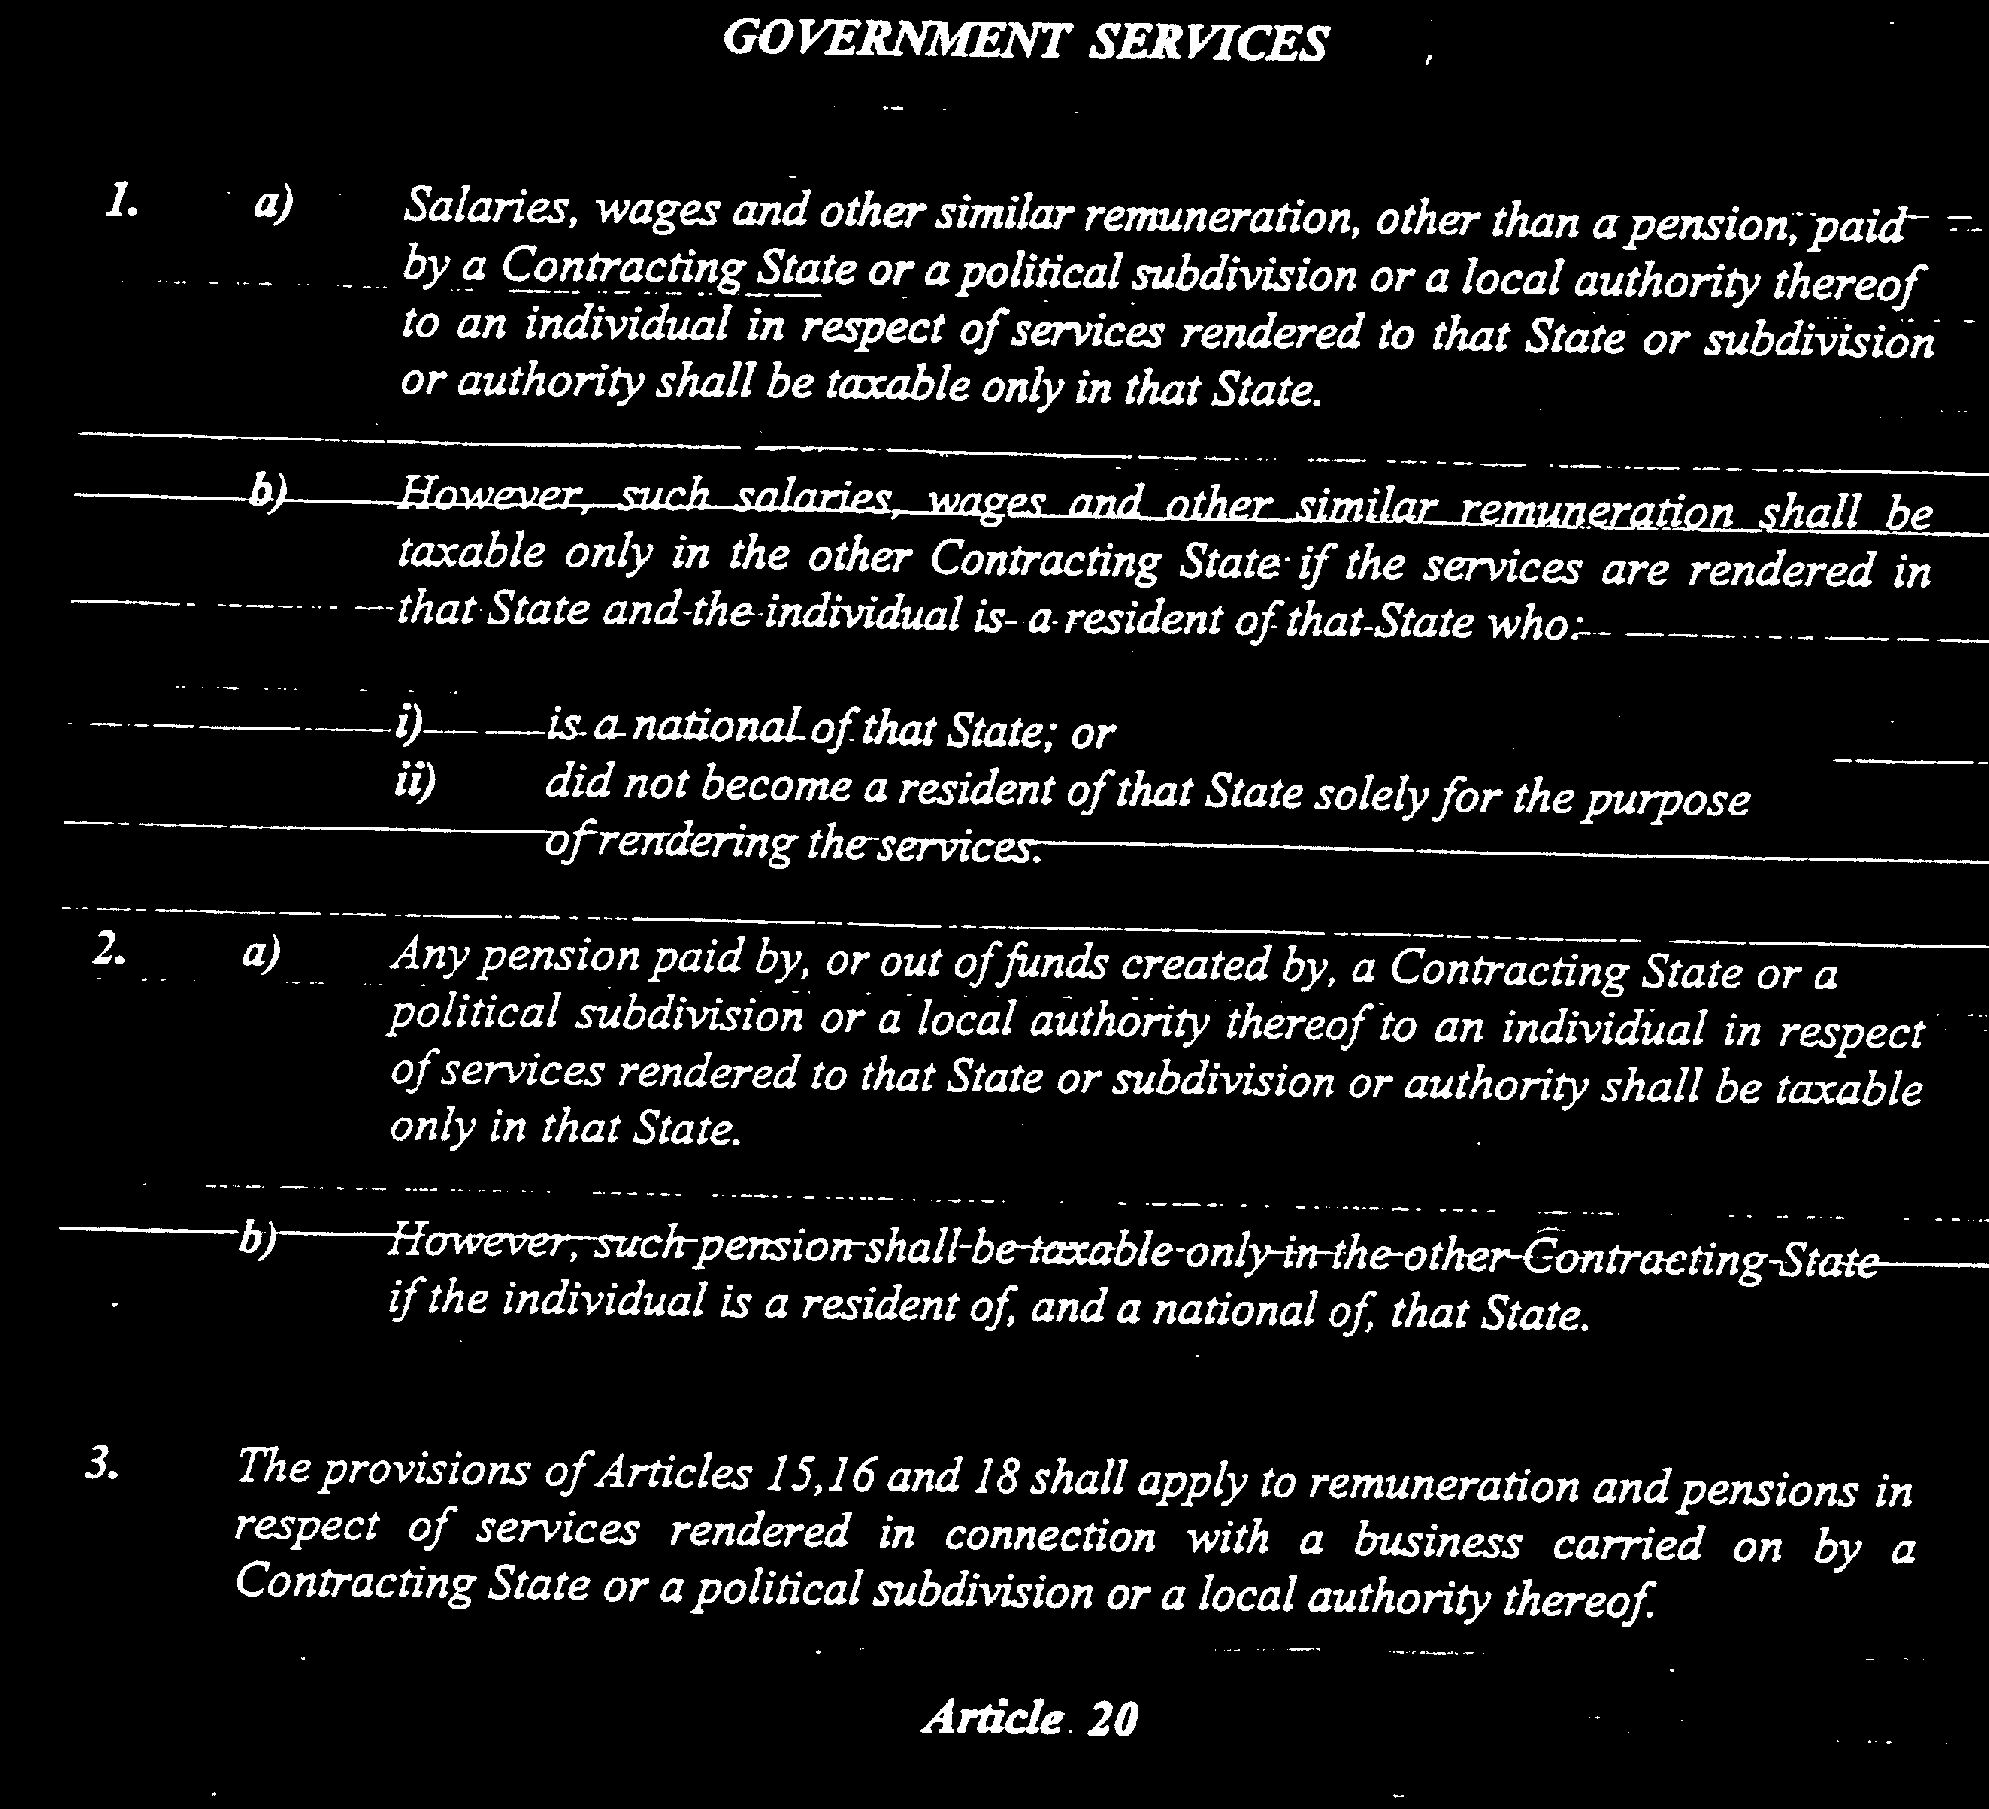 GOVERNMENT SERVICES
1. a) Salaries, wages and other similar remuneration, other than a pension, paid
by a Contracting State or a political subdivision or a local authority thereof
to an individual in respect of services rendered to that State or subdivision
or authority shall be taxable only in that State.
b) However, such salaries, wages and other similar remuneration shall be
taxable only in the other Contracting State if the services are rendered in
that State and the individual is a resident of that State who:
i) is a national of that State; or
ii) did not become a resident of that State solely for the purpose
of rendering the services.
2. a) Any pension paid by, or out of funds created by, a Contracting State or a
political subdivision or a local authority thereof to an individual in respect
of services rendered to that State or subdivision or authority shall be taxable
only in that State.
b) However, such pension shall be taxable only in the other Contracting State
if the individual is a resident of, and a national of, that State.
3. The provisions of Articles 15,16 and 18 shall apply to remuneration and pensions in
respect of services rendered in connection with a business carried on by a
Contracting State or a political subdivision or a local authority thereof.
Article 20